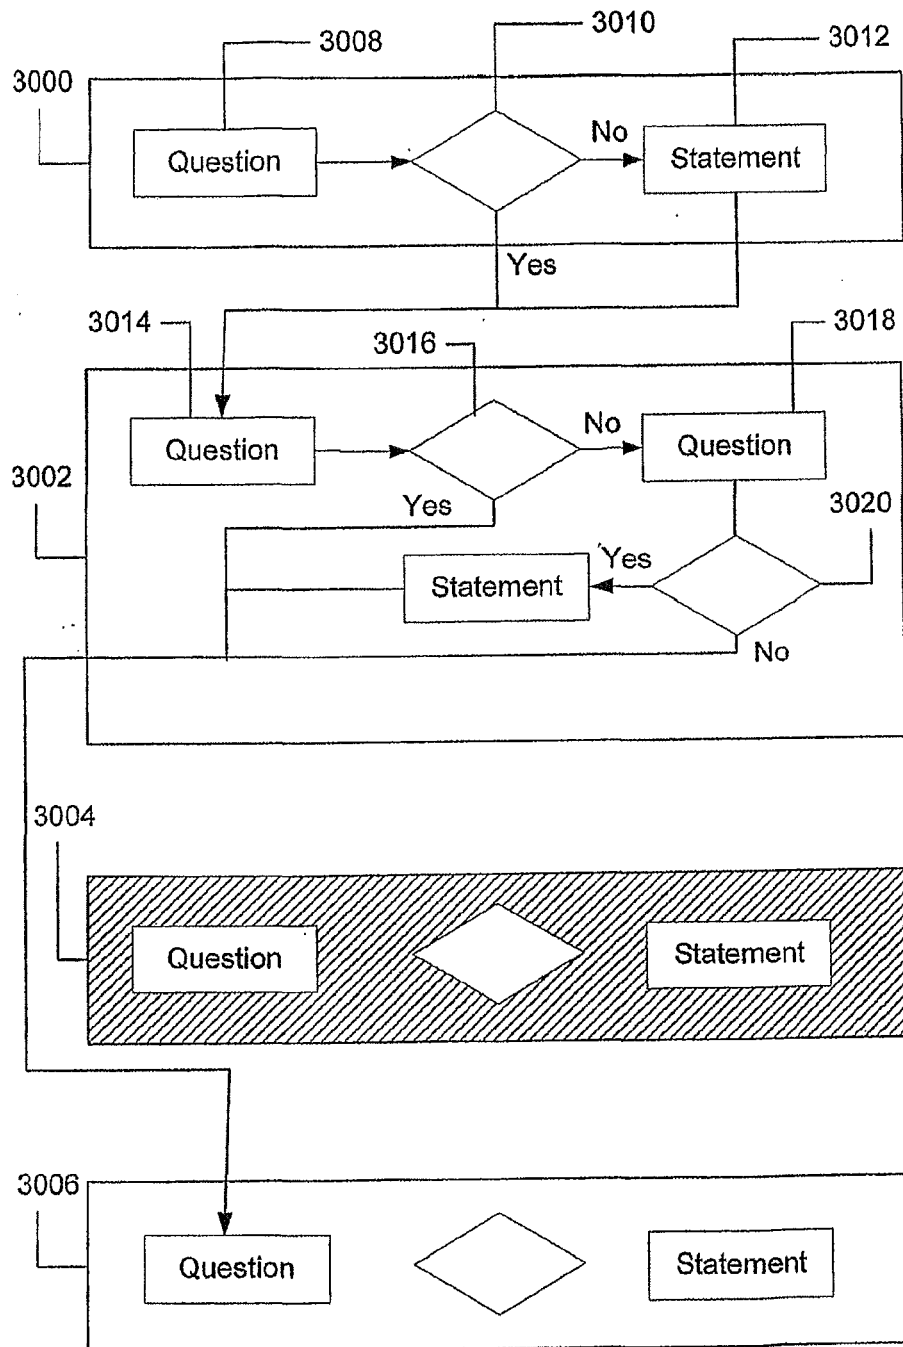 3008
3010
3012
3000
Question
No
Statement
Yes
3014
3016
3018
Question
No
Question
3002
Yes
3020
Statement
Yes
No
3004
Question
Statement
3006
Question
Statement